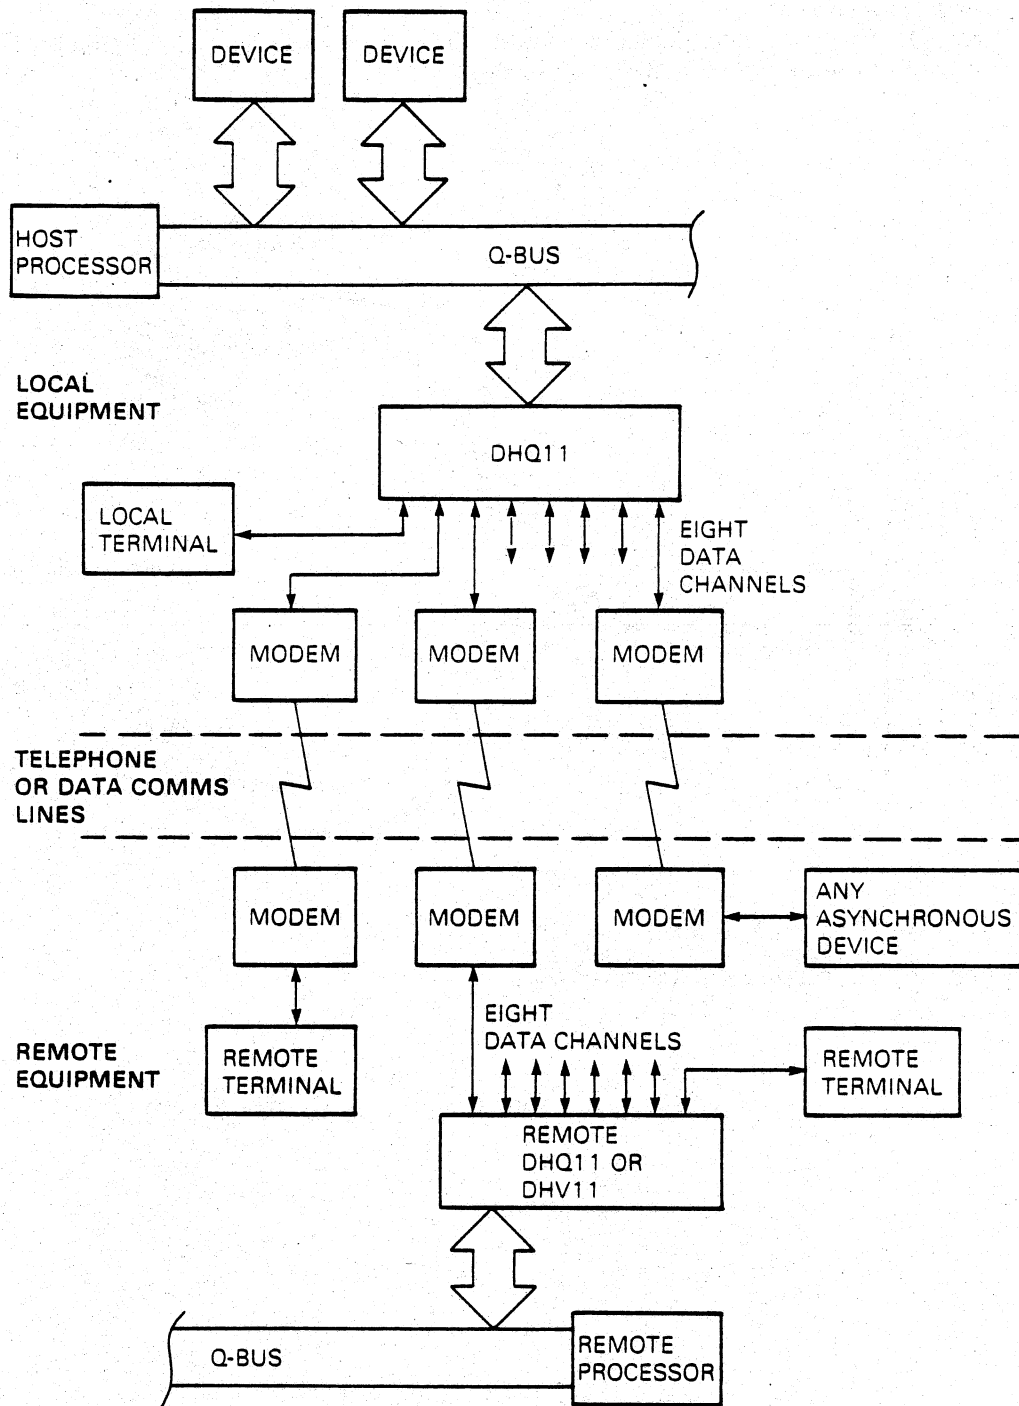 DEVICE
DEVICE
HOST
PROCESSOR
Q-BUS
LOCAL
EQUIPMENT
DHQ11
LOCAL
TERMINAL
EIGHT
DATA
CHANNELS
MODEM
MODEM
MODEM
TELEPHONE
OR DATA COMMS
LINES
MODEM
MODEM
MODEM
ANY
ASYNCHRONOUS
DEVICE
EIGHT
DATA CHANNELS
REMOTE
EQUIPMENT
REMOTE
TERMINAL
REMOTE
TERMINAL
REMOTE
DHQ11 OR
DHV11
Q-BUS
REMOTE
PROCESSOR